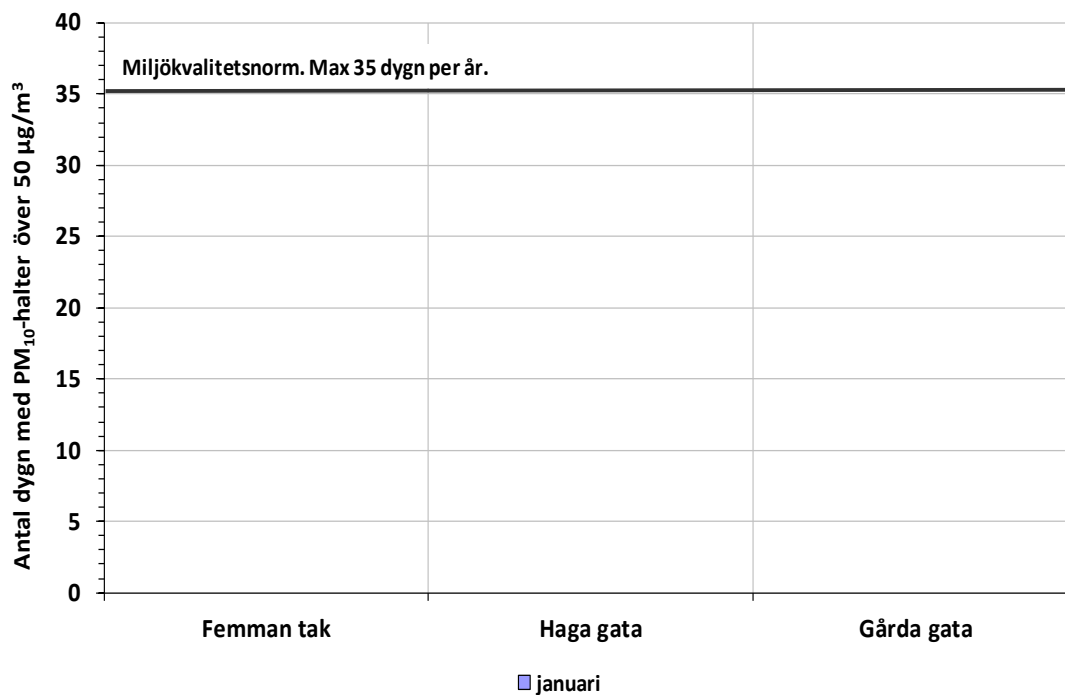 Antal dygn med PM₁₀-halter över 50 µg/m³
40
35
30
25
20
15
10
5
0
Miljökvalitetsnorm. Max 35 dygn per år.
Femman tak
Haga gata
Gårda gata
januari